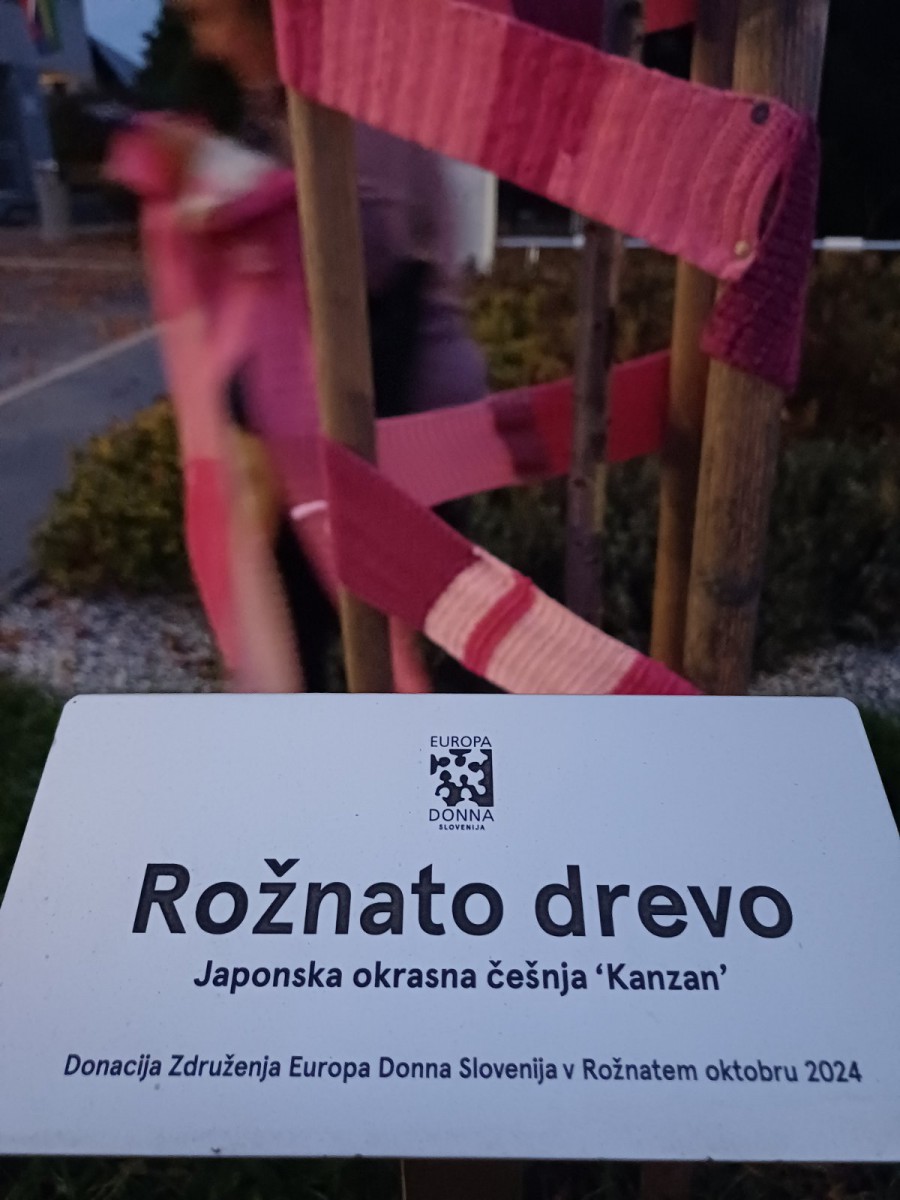 EUROPA
DONNA
SLOVENIJA
Rožnato drevo
Japonska okrasna češnja ‘Kanzan’
Donacija Združenja Europa Donna Slovenija v Rožnatem oktobru 2024